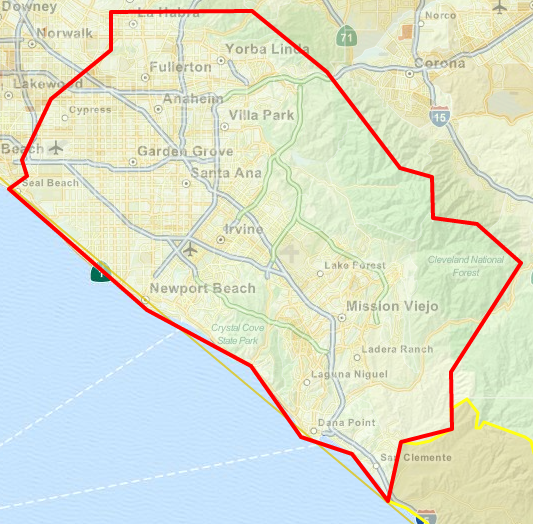 Downey
La Habra
Norco
Norwalk
Yorba Linda
71
Fullerton
Corona
Lakewood
Anaheim
Cypress
Villa Park
15
Beach
Garden Grove
Seal Beach
Santa Ana
Irvine
Cleveland National
Forest
Lake Forest
1
Newport Beach
Mission Viejo
Crystal Cove
State Park
Ladera Ranch
Laguna Niguel
Dana Point
San Clemente
5